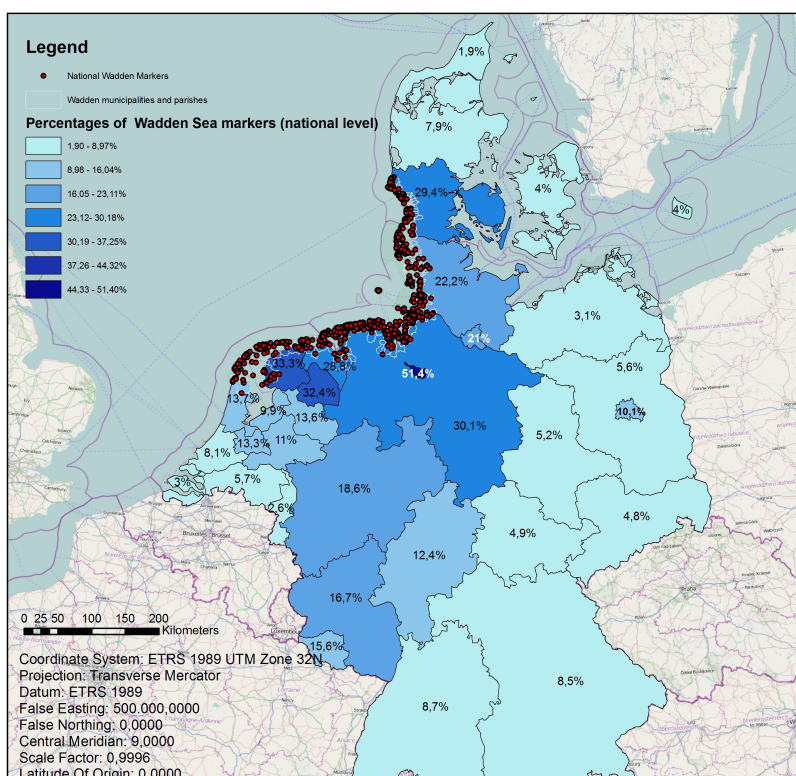 Legend
National Wadden Markers
Wadden municipalities and parishes
Percentages of Wadden Sea markers (national level)
1,90 - 8,97%
8,98 - 16,04%
16,05 - 23,11%
23,12- 30,18%
30,19 - 37,25%
37,26 - 44,32%
44,33 - 51,40%
1,9%
7,9%
29,4%
4%
4%
22,2%
3,1%
21%
5,6%
33,3%
28,8%
51,4%
13,7%
32,4%
10,1%
9,9%
13,6%
30,1%
5,2%
13,3%
11%
8,1%
5,7%
3%
18,6%
2,6%
4,8%
4,9%
Bruxelles - Brussel
12,4%
Praha
16,7%
0 25 50 100 150 200
Kilometers
Luxembourg
15,6%
Coordinate System: ETRS 1989 UTM Zone 32N
Projection: Transverse Mercator
Datum: ETRS 1989
False Easting: 500.000,0000
8,5%
8,7%
False Northing: 0,0000
Central Meridian: 9,0000
Scale Factor: 0,9996
Latitude Of Origin: 0,0000